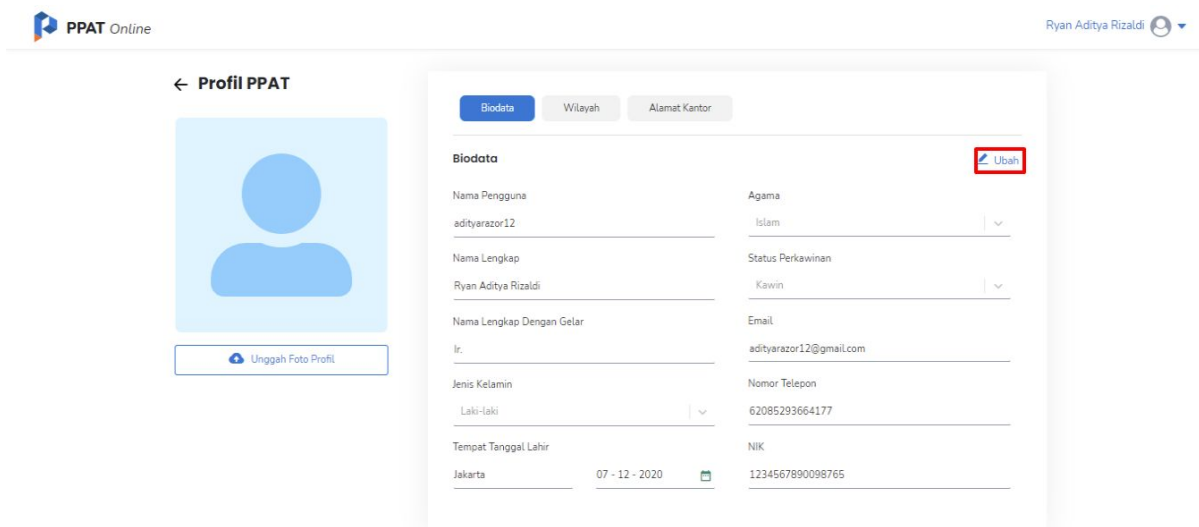 PPAT Online
Ryan Aditya Rizaldi
← Profil PPAT
Unggah Foto Profil
Biodata Wilayah Alamat Kantor
Biodata
Ubah
Nama Pengguna
adityarazor12
Nama Lengkap
Ryan Aditya Rizaldi
Nama Lengkap Dengan Gelar
Ir.
Jenis Kelamin
Laki-laki
Tempat Tanggal Lahir
Jakarta 07 - 12 - 2020
Agama
Islam
Status Perkawinan
Kawin
Email
adityarazor12@gmail.com
Nomor Telepon
62085293664177
NIK
1234567890098765